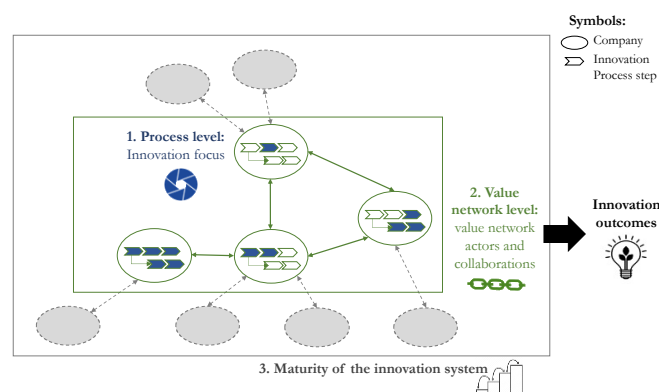 Symbols:
Company
Innovation
Process step
1. Process level:
Innovation focus
2. Value
network level:
value network
actors and
collaborations
Innovation
outcomes
3. Maturity of the innovation system